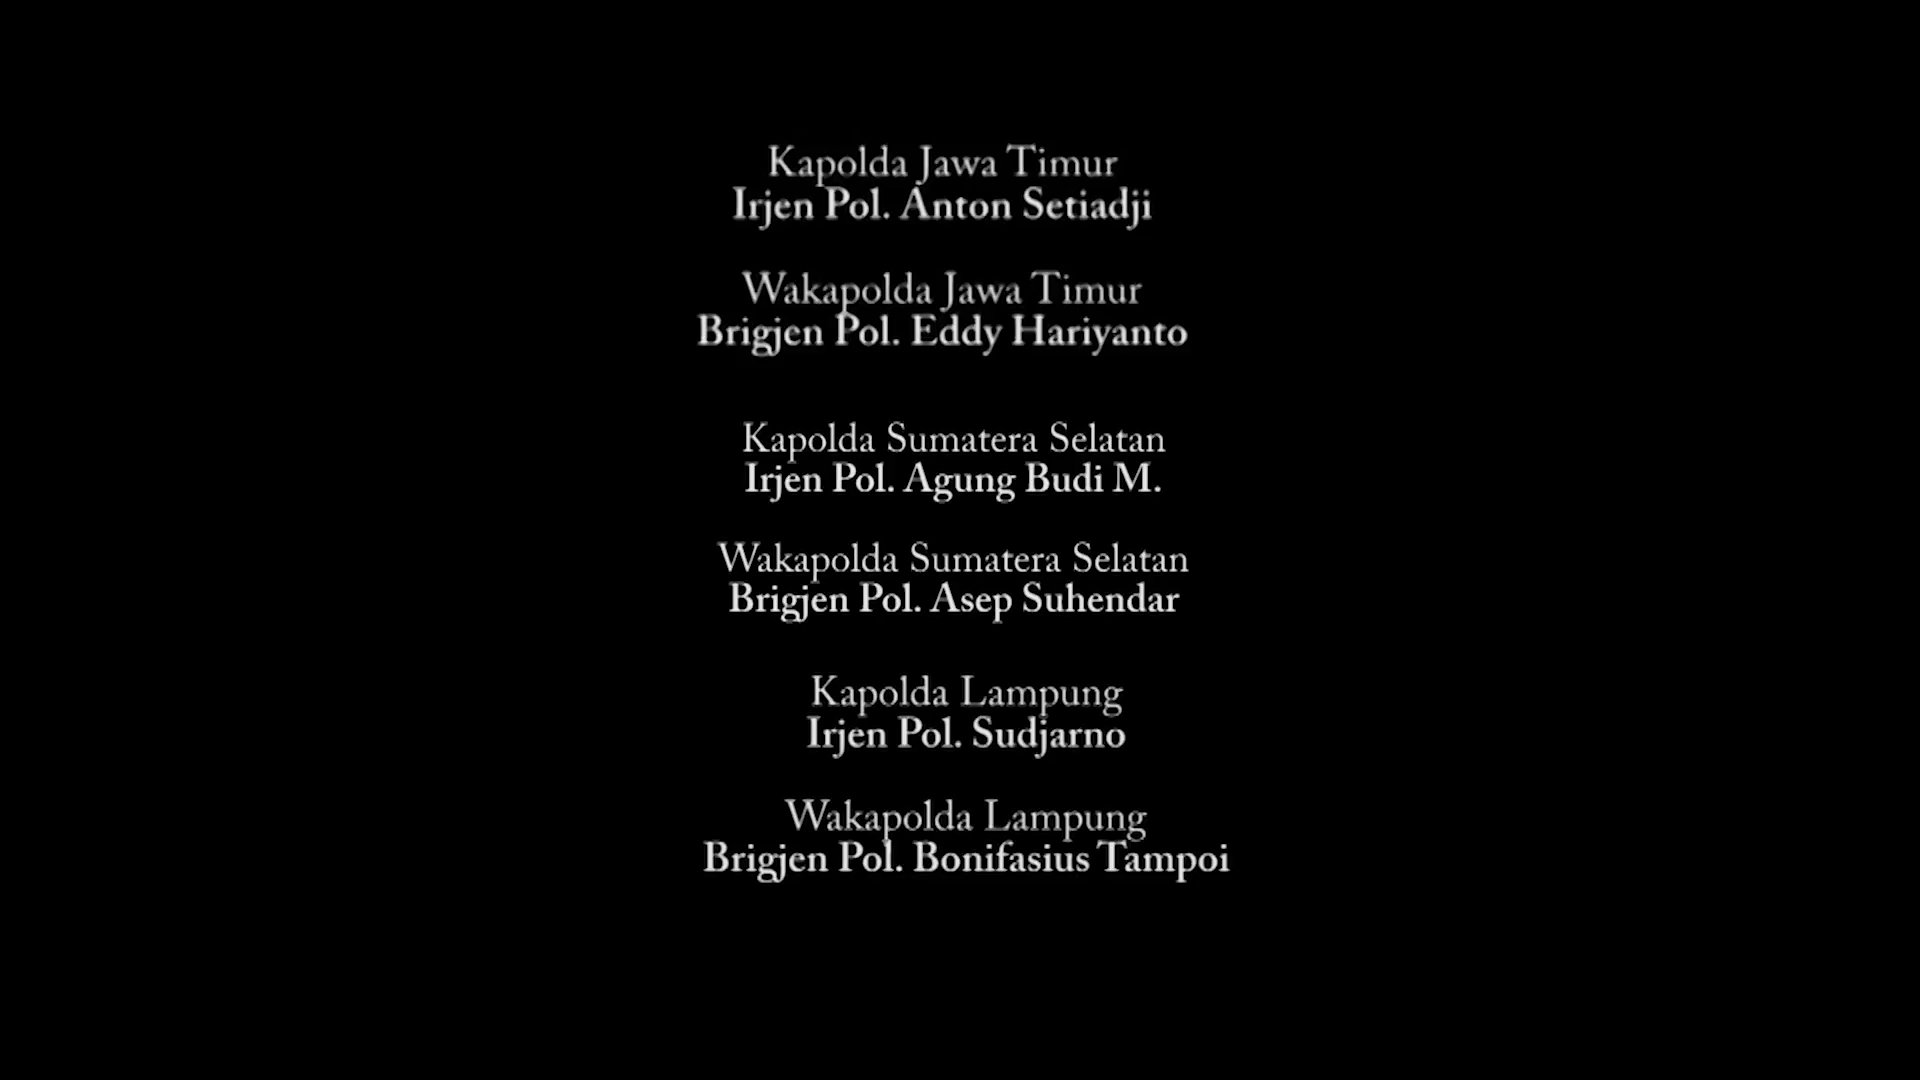 Kapolda Jawa Timur
Irjen Pol. Anton Setiadji
Wakapolda Jawa Timur
Brigjen Pol. Eddy Hariyanto
Kapolda Sumatera Selatan
Irjen Pol. Agung Budi M.
Wakapolda Sumatera Selatan
Brigjen Pol. Asep Suhendar
Kapolda Lampung
Irjen Pol. Sudjarno
Wakapolda Lampung
Brigjen Pol. Bonifasius Tampoi